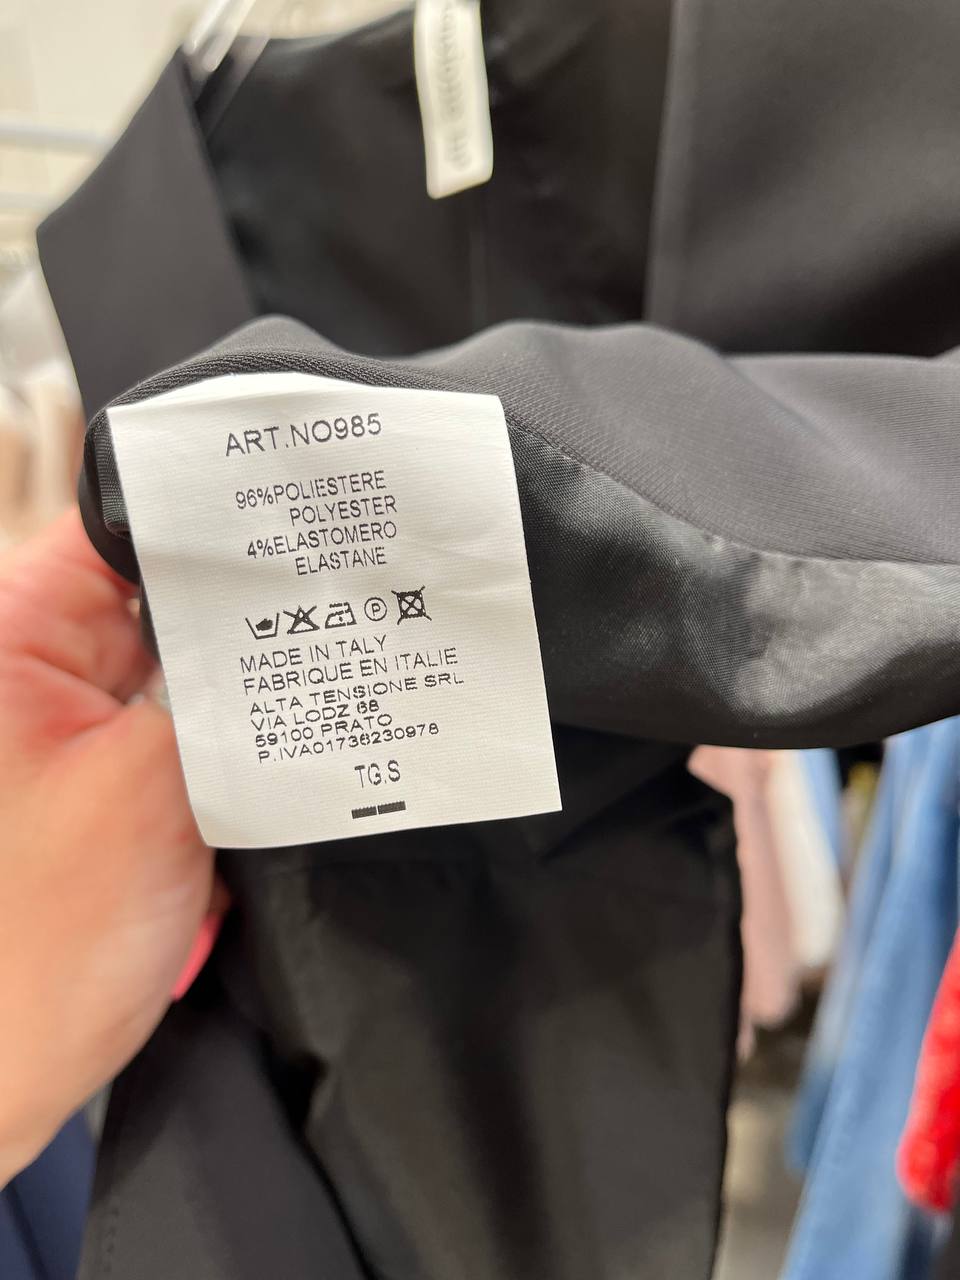 ART.NO985
96%POLIESTERE
POLYESTER
4%ELASTOMERO
ELASTANE
P
MADE IN TALY
FABRIQUE EN ITALIE
ALTA TENSIONE SRL
VIA LODZ 68
59100 PRATO
P.IVA01736230978
TG.S